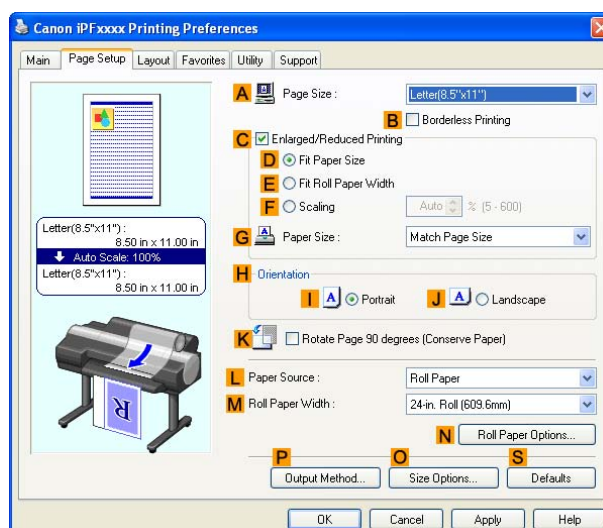 Canon iPFxxxx Printing Preferences
Main Page Setup Layout Favorites Utility Support
A Page Size : Letter(8.5"x11")
B Borderless Printing
C Enlarged/Reduced Printing
D Fit Paper Size
E Fit Roll Paper Width
F Scaling Auto % (5 - 600)
G Paper Size : Match Page Size
Letter(8.5"x11") :
8.50 in x 11.00 in
Auto Scale: 100%
Letter(8.5"x11") :
8.50 in x 11.00 in
H Orientation
I A Portrait J A Landscape
K Rotate Page 90 degrees (Conserve Paper)
R
L Paper Source : Roll Paper
M Roll Paper Width : 24-in. Roll (609.6mm)
N Roll Paper Options...
P O S
Output Method... Size Options... Defaults
OK Cancel Apply Help